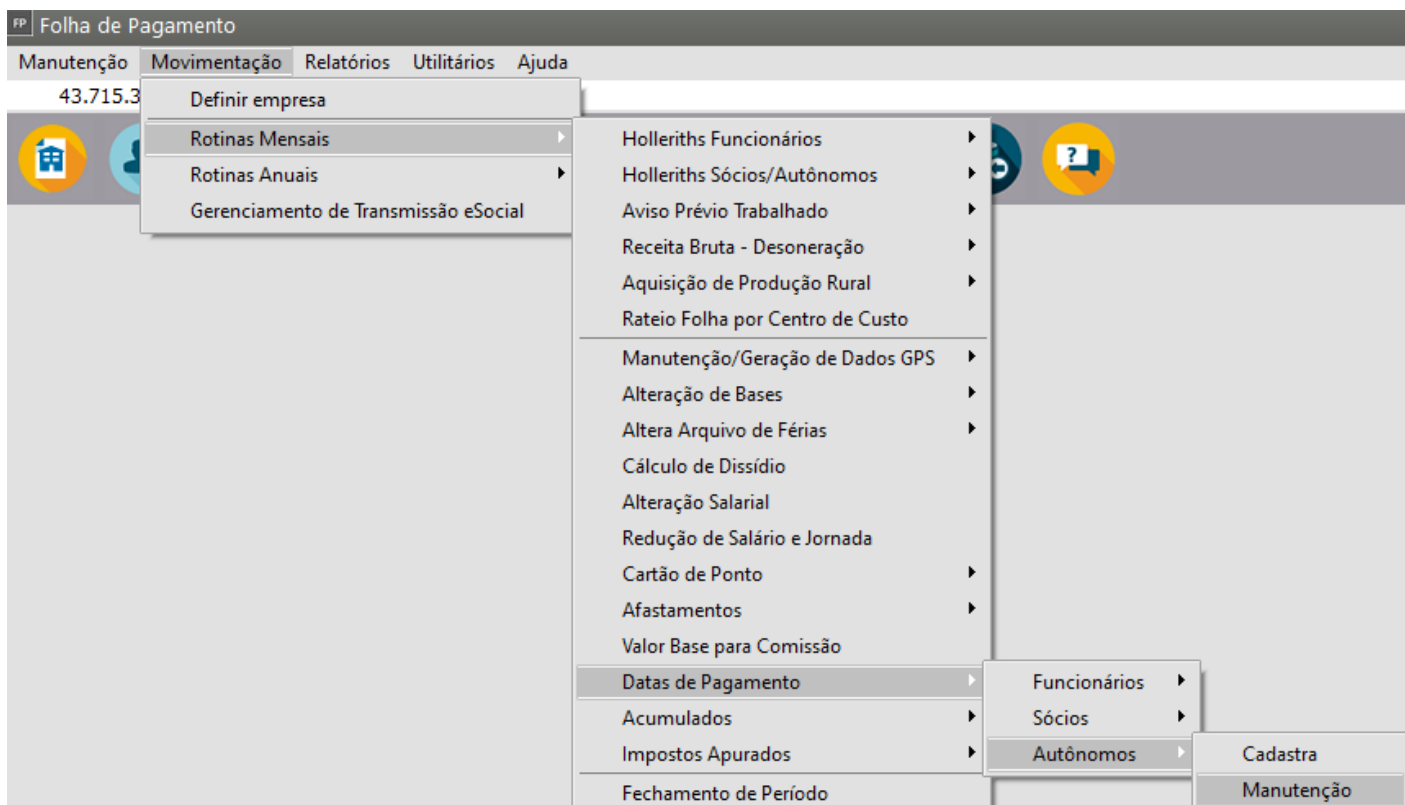 FP Folha de Pagamento
Manutenção Movimentação Relatórios Utilitários Ajuda
43.715.3
Definir empresa
Rotinas Mensais
Rotinas Anuais
Gerenciamento de Transmissão eSocial
Holleriths Funcionários
Holleriths Sócios/Autônomos
Aviso Prévio Trabalhado
Receita Bruta - Desoneração
Aquisição de Produção Rural
Rateio Folha por Centro de Custo
Manutenção/Geração de Dados GPS
Alteração de Bases
Altera Arquivo de Férias
Cálculo de Dissídio
Alteração Salarial
Redução de Salário e Jornada
Cartão de Ponto
Afastamentos
Valor Base para Comissão
Datas de Pagamento
Acumulados
Impostos Apurados
Fechamento de Período
Funcionários
Sócios
Autônomos
Cadastra
Manutenção
?